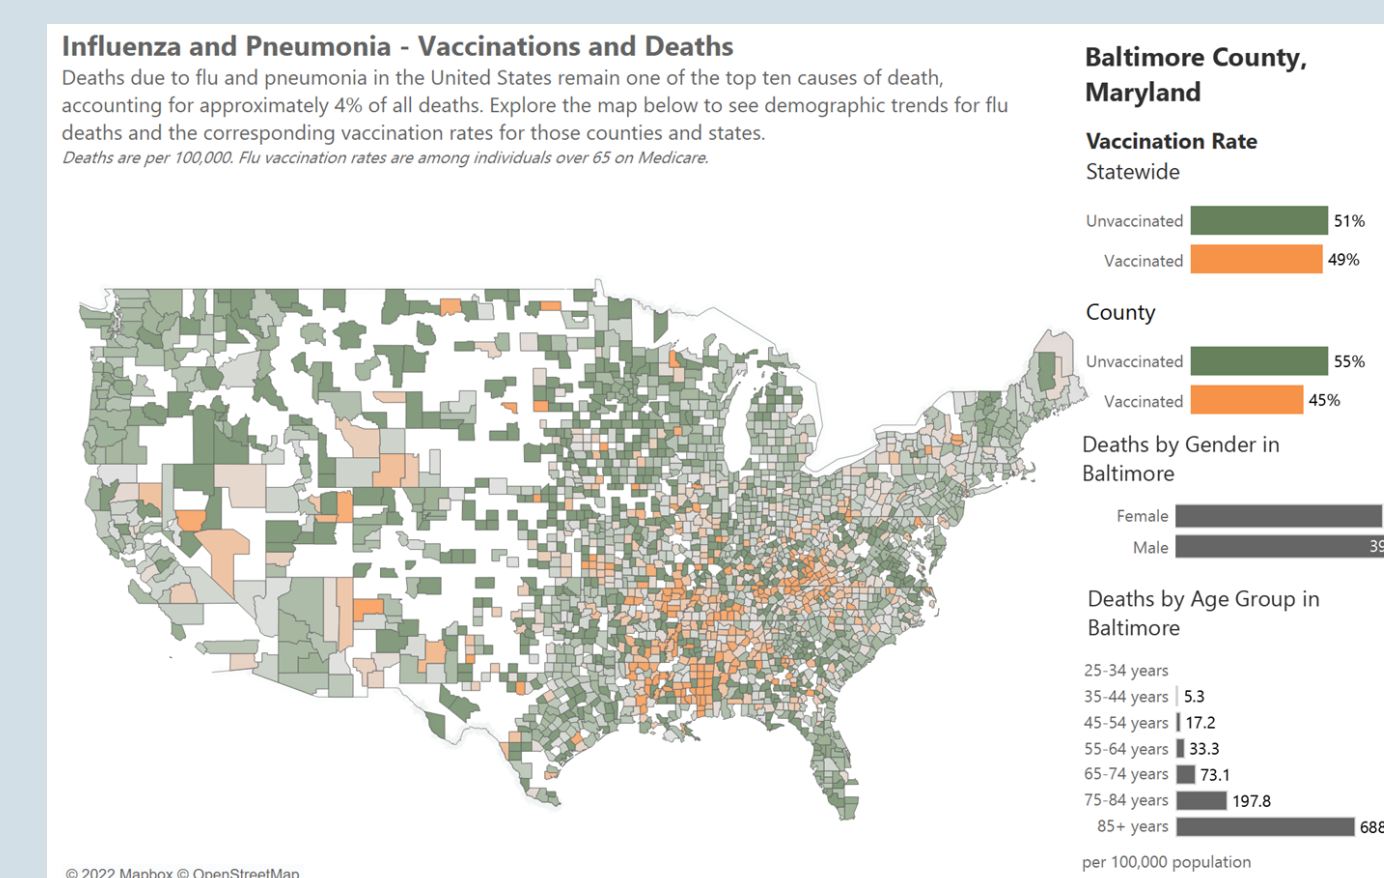 Influenza and Pneumonia - Vaccinations and Deaths
Deaths due to flu and pneumonia in the United States remain one of the top ten causes of death,
accounting for approximately 4% of all deaths. Explore the map below to see demographic trends for flu
deaths and the corresponding vaccination rates for those counties and states.
Deaths are per 100,000. Flu vaccination rates are among individuals over 65 on Medicare.
Baltimore County,
Maryland
Vaccination Rate
Statewide
Unvaccinated 51%
Vaccinated 49%
County
Unvaccinated 55%
Vaccinated 45%
Deaths by Gender in
Baltimore
Female
Male 39
Deaths by Age Group in
Baltimore
25-34 years
35-44 years 5.3
45-54 years 17.2
55-64 years 33.3
65-74 years 73.1
75-84 years 197.8
85+ years 688
per 100,000 population
© 2022 Mapbox © OpenStreetMap